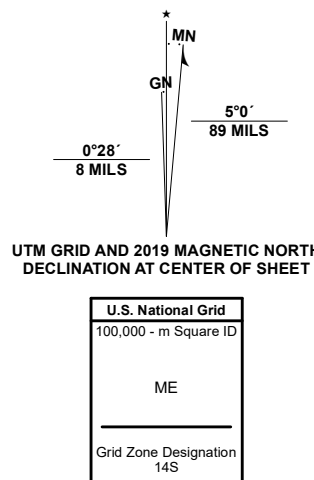 MN
GN
5°0´
89 MILS
0°28´
8 MILS
UTM GRID AND 2019 MAGNETIC NORTH
DECLINATION AT CENTER OF SHEET
U.S. National Grid
100,000 - m Square ID
ME
Grid Zone Designation
14S